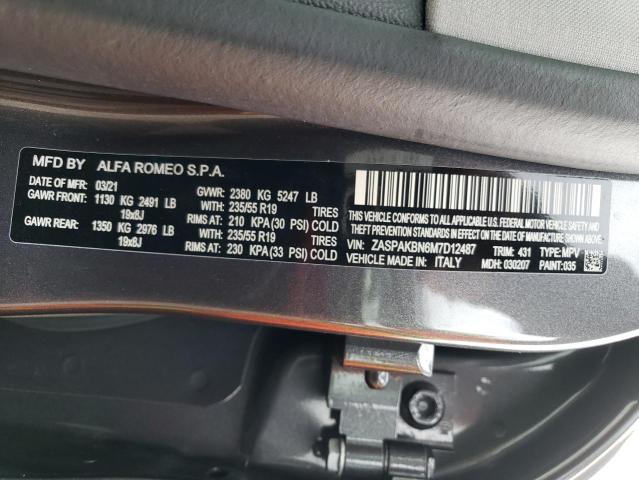 MFD BY ALFA ROMEO S.P.A.
DATE OF MFR: 03/21 GVWR: 2380 KG 5247 LB
GAWR FRONT: 1130 KG 2491 LB WITH: 235/55 R19 TIRES
19x8J RIMS AT: 210 KPA(30 PSI) COLD
GAWR REAR: 1350 KG 2976 LB WITH: 235/55 R19 TIRES
19x8J RIMS AT: 230 KPA(33 PSI) COLD
THIS VEHICLE CONFORMS TO ALL APPLICABLE U.S. FEDERAL MOTOR VEHICLE SAFETY AND
THEFT PREVENTION STANDARDS IN EFFECT ON THE DATE OF MANUFACTURE SHOWN ABOVE.
VIN: ZASPAKBN6M7D12487 TRIM: 431 TYPE: MPV
VEHICLE MADE IN: ITALY MDH: 030207 PAINT: 035